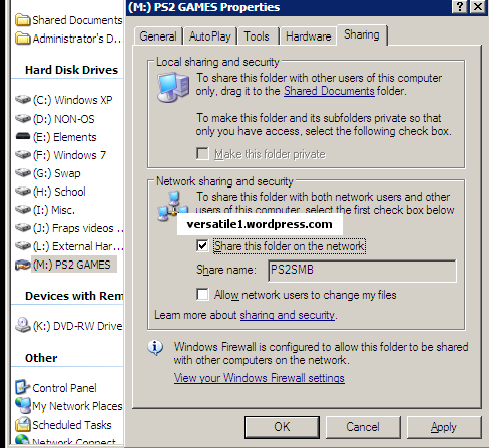 Shared Documents
Administrator's D
Hard Disk Drives
(C:) Windows XP
(D:) NON-OS
(E:) Elements
(F:) Windows 7
(G:) Swap
(H:) School
(I:) Misc.
(J:) Fraps videos ...
(L:) External Har...
(M:) PS2 GAMES
Devices with Rem
(K:) DVD-RW Drive
Other
Control Panel
My Network Places
Scheduled Tasks
Network Connect
(M:) PS2 GAMES Properties
General
AutoPlay
Tools
Hardware
Sharing
Local sharing and security
To share this folder with other users of this computer
only, drag it to the Shared Documents folder.
To make this folder and its subfolders private so that
only you have access, select the following check box.
Make this folder private
Network sharing and security
To share this folder with both network users and other
users of this computer, select the first check box below
versatile1.wordpress.com
Share this folder on the network
Share name:
PS2SMB
Allow network users to change my files
Learn more about sharing and security.
Windows Firewall is configured to allow this folder to be shared
with other computers on the network.
View your Windows Firewall settings
OK
Cancel
Apply